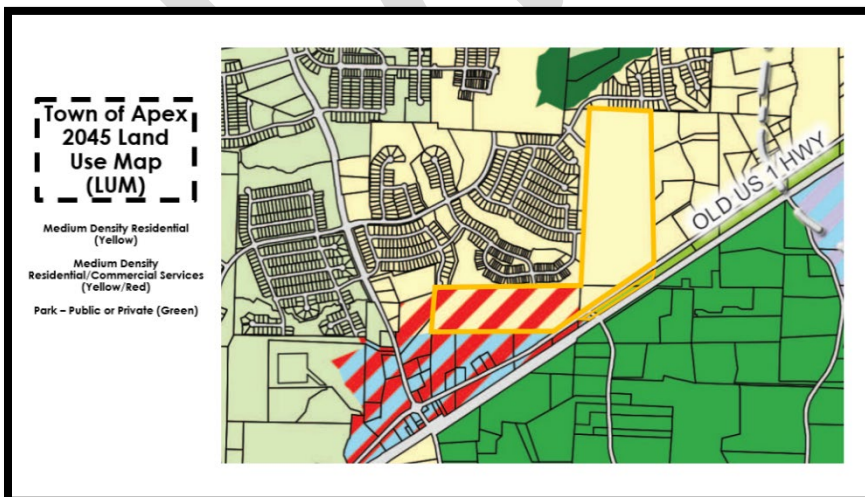 Town of Apex
2045 Land
Use Map
(LUM)
Medium Density Residential
(Yellow)
Medium Density
Residential/Commercial Services
(Yellow/Red)
Park – Public or Private (Green)
OLD US 1 HWY